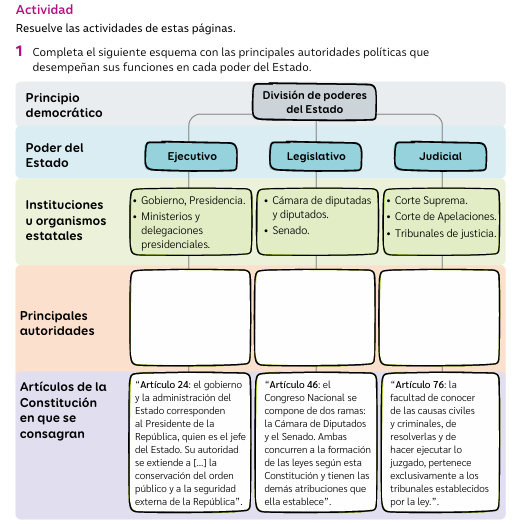 Actividad
Resuelve las actividades de estas páginas.
1 Completa el siguiente esquema con las principales autoridades políticas que
desempeñan sus funciones en cada poder del Estado.
Principio
democrático
División de poderes
del Estado
Poder del
Estado
Ejecutivo
Legislativo
Judicial
Instituciones
u organismos
estatales
• Gobierno, Presidencia.
• Ministerios y
delegaciones
presidenciales.
• Cámara de diputadas
y diputados.
• Senado.
• Corte Suprema.
• Corte de Apelaciones.
• Tribunales de justicia.
Principales
autoridades
Artículos de la
Constitución
en que se
consagran
“Artículo 24: el gobierno
y la administración del
Estado corresponden
al Presidente de la
República, quien es el jefe
del Estado. Su autoridad
se extiende a [...] la
conservación del orden
público y a la seguridad
externa de la República”.
“Artículo 46: el
Congreso Nacional se
compone de dos ramas:
la Cámara de Diputados
y el Senado. Ambas
concurren a la formación
de las leyes según esta
Constitución y tienen las
demás atribuciones que
ella establece”.
“Artículo 76: la
facultad de conocer
de las causas civiles
y criminales, de
resolverlas y de
hacer ejecutar lo
juzgado, pertenece
exclusivamente a los
tribunales establecidos
por la ley.”.